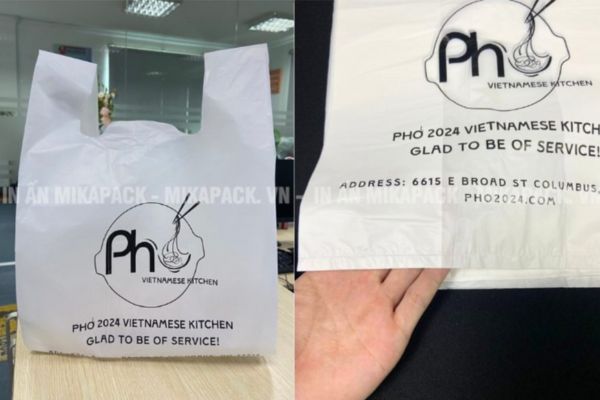 IN ẤN MIKAPACK - MIKAPACK. VN - IN ẤN MIKAPACK - MIKAPACK. VN
Ph
VIETNAMESE KITCHEN
PHỞ 2024 VIETNAMESE KITCHEN
GLAD TO BE OF SERVICE!
Ph
VIETNAMESE KITCHEN
PHỞ 2024 VIETNAMESE KITCH
GLAD TO BE OF SERVICE!
ADDRESS: 6615 E BROAD ST COLUMBUS,
PHO2024.COM